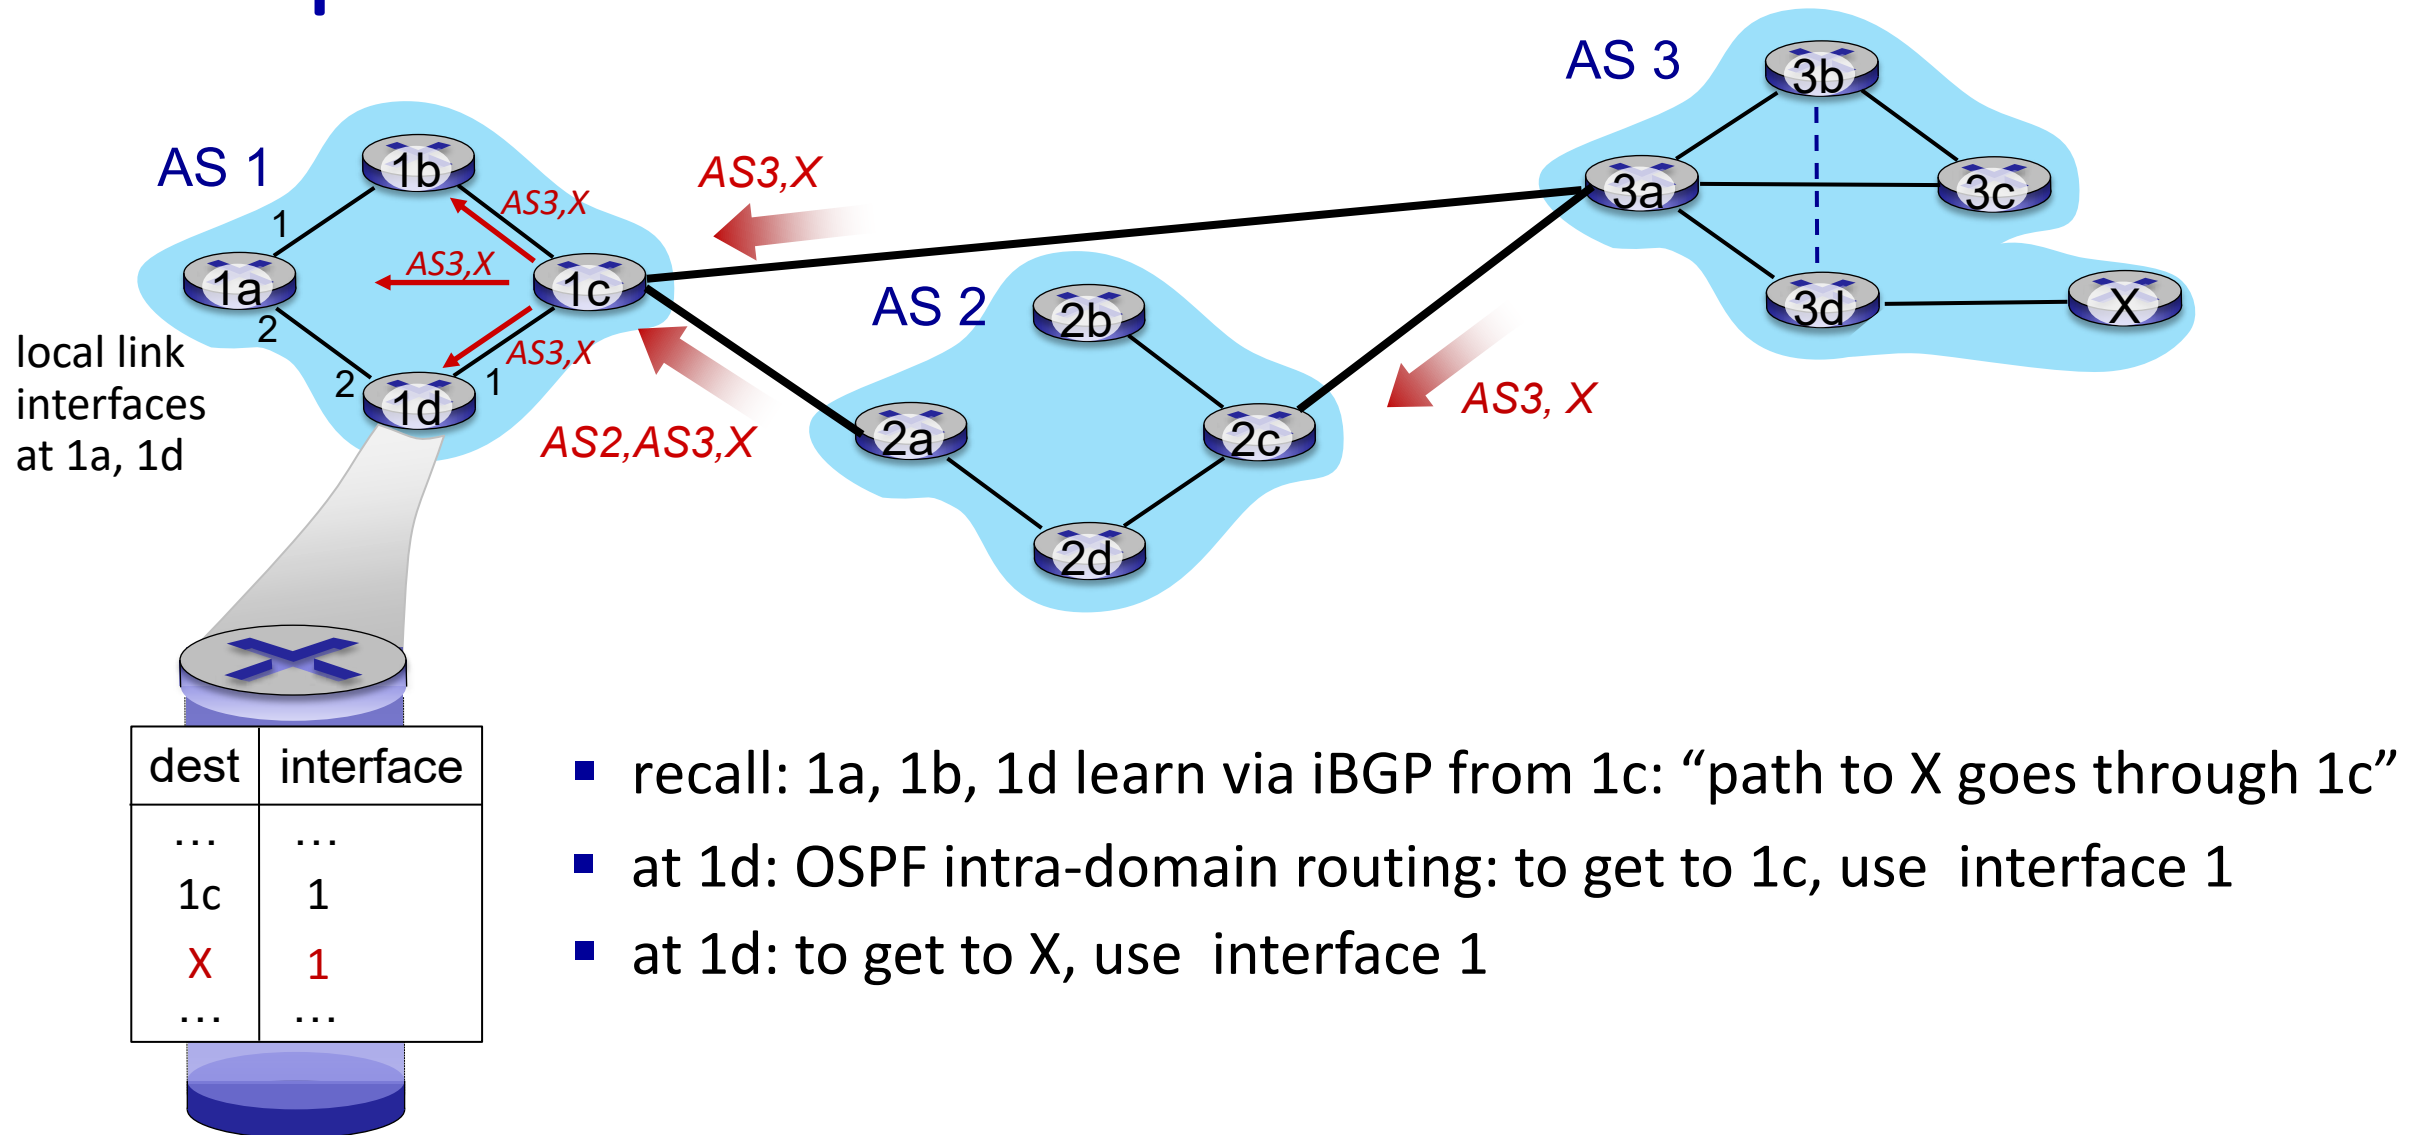 AS 3
3b
3a
3c
3d
X
AS 1
1b
1
1a
2
2
1d
1
1c
AS3,X
AS3,X
AS3,X
AS3,X
AS2,AS3,X
AS 2
2b
2a
2c
2d
AS3, X
local link
interfaces
at 1a, 1d
dest interface
... ...
1c 1
X 1
... ...
▪ recall: 1a, 1b, 1d learn via iBGP from 1c: “path to X goes through 1c”
▪ at 1d: OSPF intra-domain routing: to get to 1c, use interface 1
▪ at 1d: to get to X, use interface 1